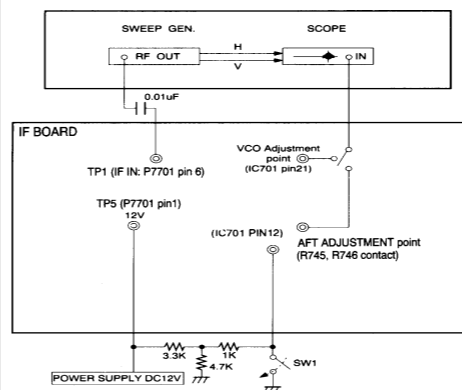 SWEEP GEN.
SCOPE
RF OUT
H
V
IN
0.01uF
IF BOARD
VCO Adjustment
point
(IC701 pin21)
TP1 (IF IN: P7701 pin 6)
TP5 (P7701 pin1)
12V
(IC701 PIN12)
AFT ADJUSTMENT point
(R745, R746 contact)
3.3K
1K
4.7K
SW1
POWER SUPPLY DC12V